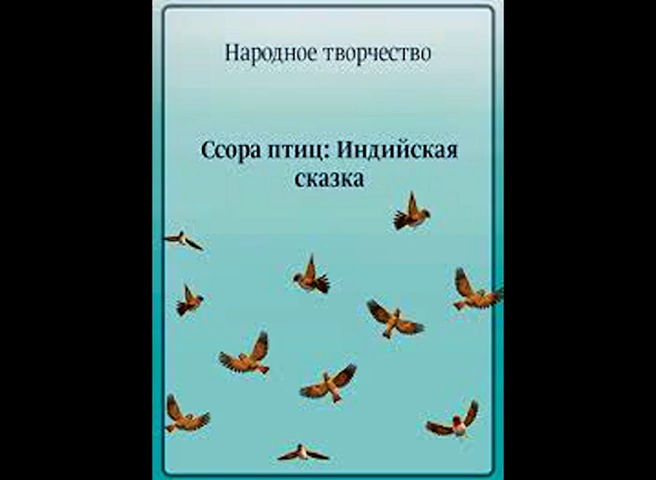 Народное творчество
Ссора птиц: Индийская
сказка